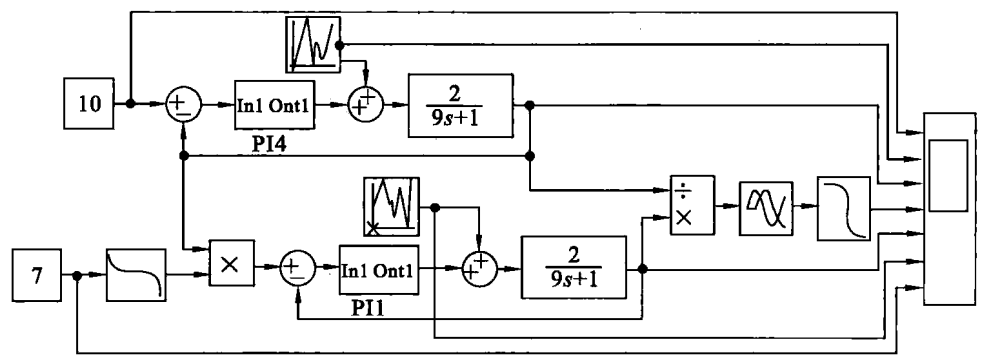 10
+
−
In1 Ont1
PI4
+
+
2
9s+1
÷
×
7
×
+
−
In1 Ont1
PI1
+
+
2
9s+1